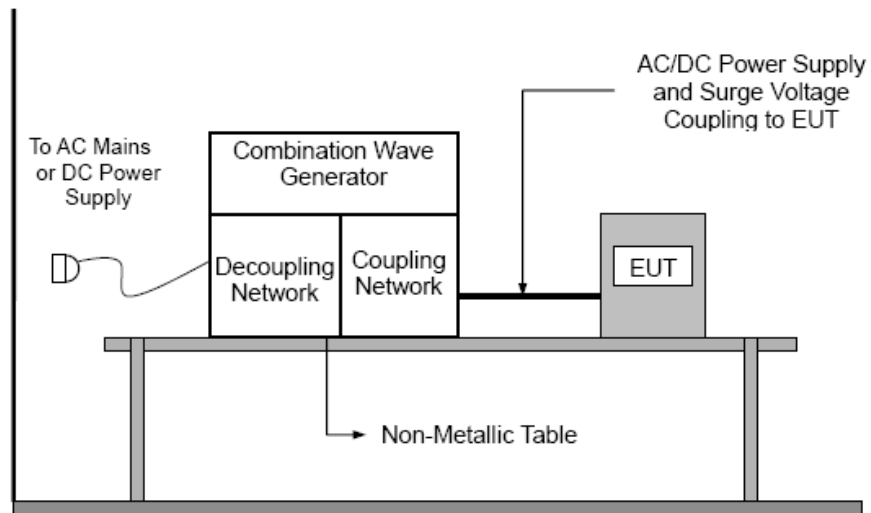 AC/DC Power Supply
and Surge Voltage
Coupling to EUT
To AC Mains
or DC Power
Supply
Combination Wave
Generator
Decoupling
Network
Coupling
Network
EUT
Non-Metallic Table